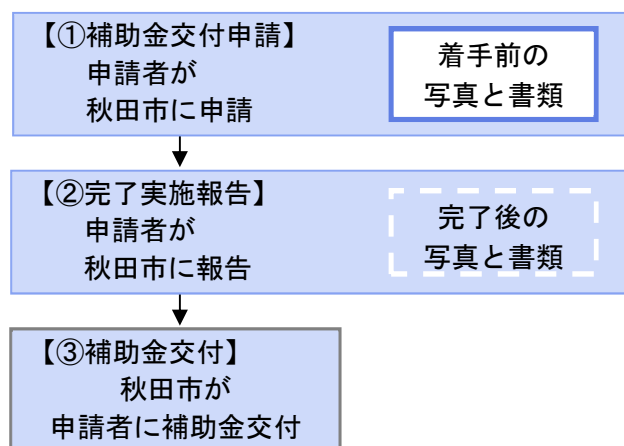 【①補助金交付申請】
申請者が
秋田市に申請
着手前の
写真と書類
【②完了実施報告】
申請者が
秋田市に報告
完了後の
写真と書類
【③補助金交付】
秋田市が
申請者に補助金交付